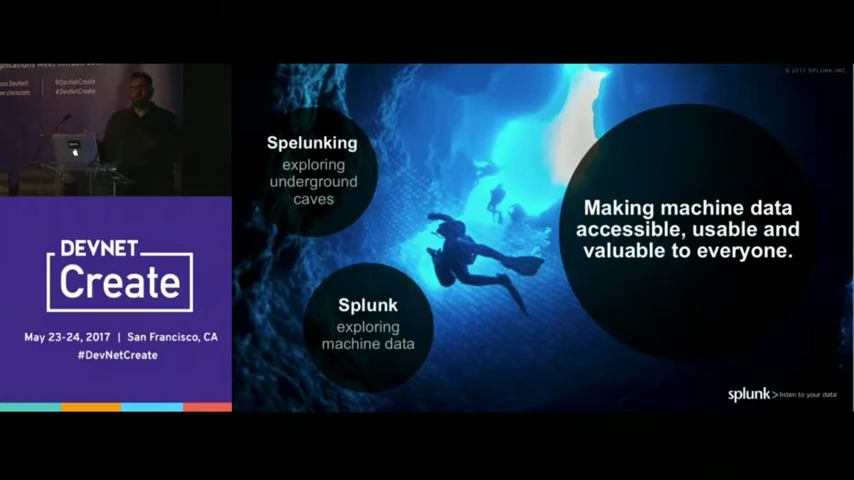 #DevNetCreate
#DevNetCreate
DEVNET
Create
May 23-24, 2017 | San Francisco, CA
#DevNetCreate
© 2017 SPLUNK INC.
Spelunking
exploring
underground
caves
Making machine data
accessible, usable and
valuable to everyone.
Splunk
exploring
machine data
splunk> listen to your data